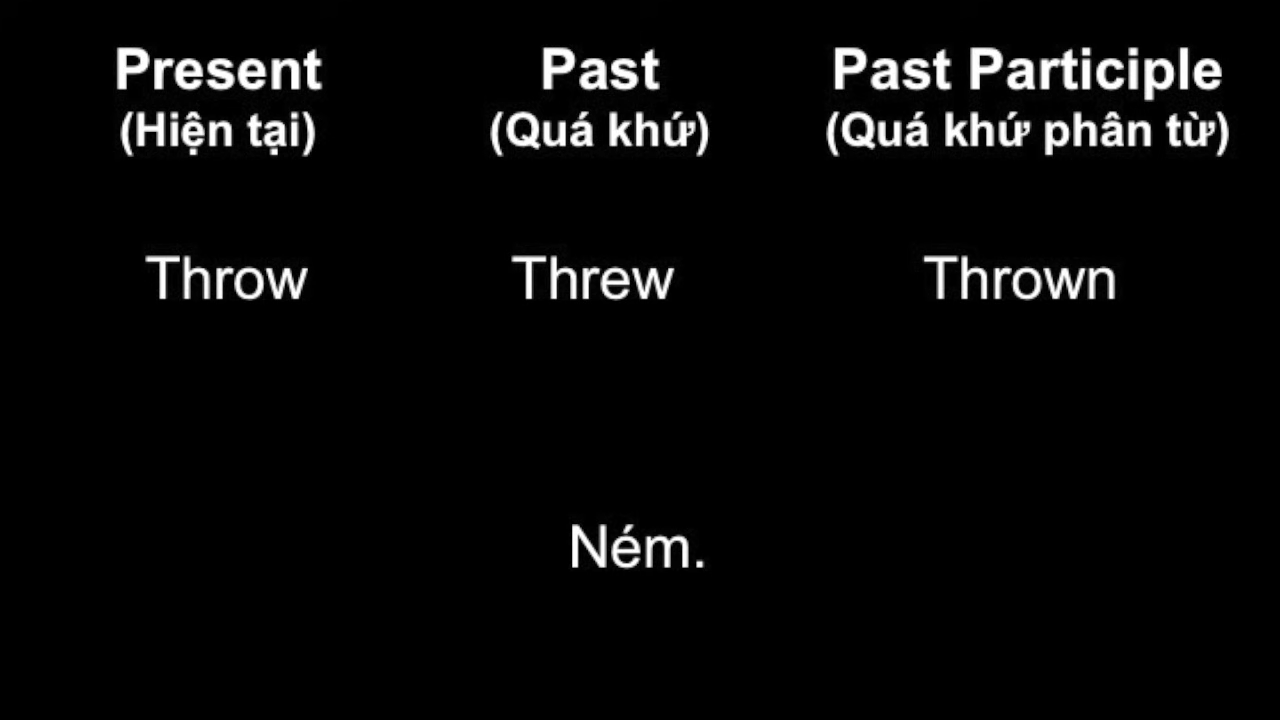 Present Past Past Participle
(Hiện tại) (Quá khứ) (Quá khứ phân từ)
Throw Threw Thrown
Ném.